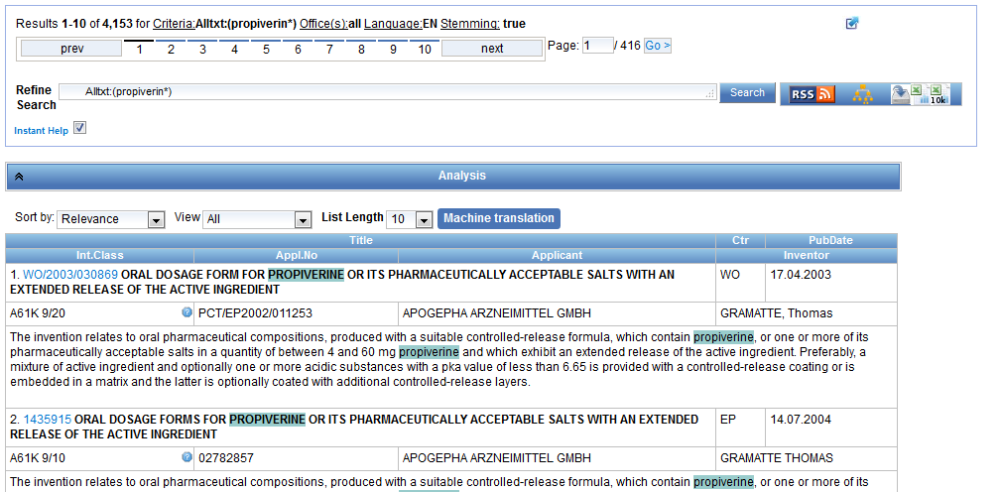 Results 1-10 of 4,153 for Criteria:Alltxt:(propiverin*) Office(s):all Language:EN Stemming: true
prev 1 2 3 4 5 6 7 8 9 10 next Page: 1 / 416 Go >
Refine Search Alltxt:(propiverin*) Search RSS 10k
Instant Help
Analysis
Sort by: Relevance View All List Length 10 Machine translation
Title Ctr PubDate
Int.Class Appl.No Applicant Inventor
1. WO/2003/030869 ORAL DOSAGE FORM FOR PROPIVERINE OR ITS PHARMACEUTICALLY ACCEPTABLE SALTS WITH AN WO 17.04.2003
EXTENDED RELEASE OF THE ACTIVE INGREDIENT
A61K 9/20 PCT/EP2002/011253 APOGEPHA ARZNEIMITTEL GMBH GRAMATTE, Thomas
The invention relates to oral pharmaceutical compositions, produced with a suitable controlled-release formula, which contain propiverine, or one or more of its
pharmaceutically acceptable salts in a quantity of between 4 and 60 mg propiverine and which exhibit an extended release of the active ingredient. Preferably, a
mixture of active ingredient and optionally one or more acidic substances with a pka value of less than 6.65 is provided with a controlled-release coating or is
embedded in a matrix and the latter is optionally coated with additional controlled-release layers.
2. 1435915 ORAL DOSAGE FORMS FOR PROPIVERINE OR ITS PHARMACEUTICALLY ACCEPTABLE SALTS WITH AN EXTENDED EP 14.07.2004
RELEASE OF THE ACTIVE INGREDIENT
A61K 9/10 02782857 APOGEPHA ARZNEIMITTEL GMBH GRAMATTE THOMAS
The invention relates to oral pharmaceutical compositions, produced with a suitable controlled-release formula, which contain propiverine, or one or more of its